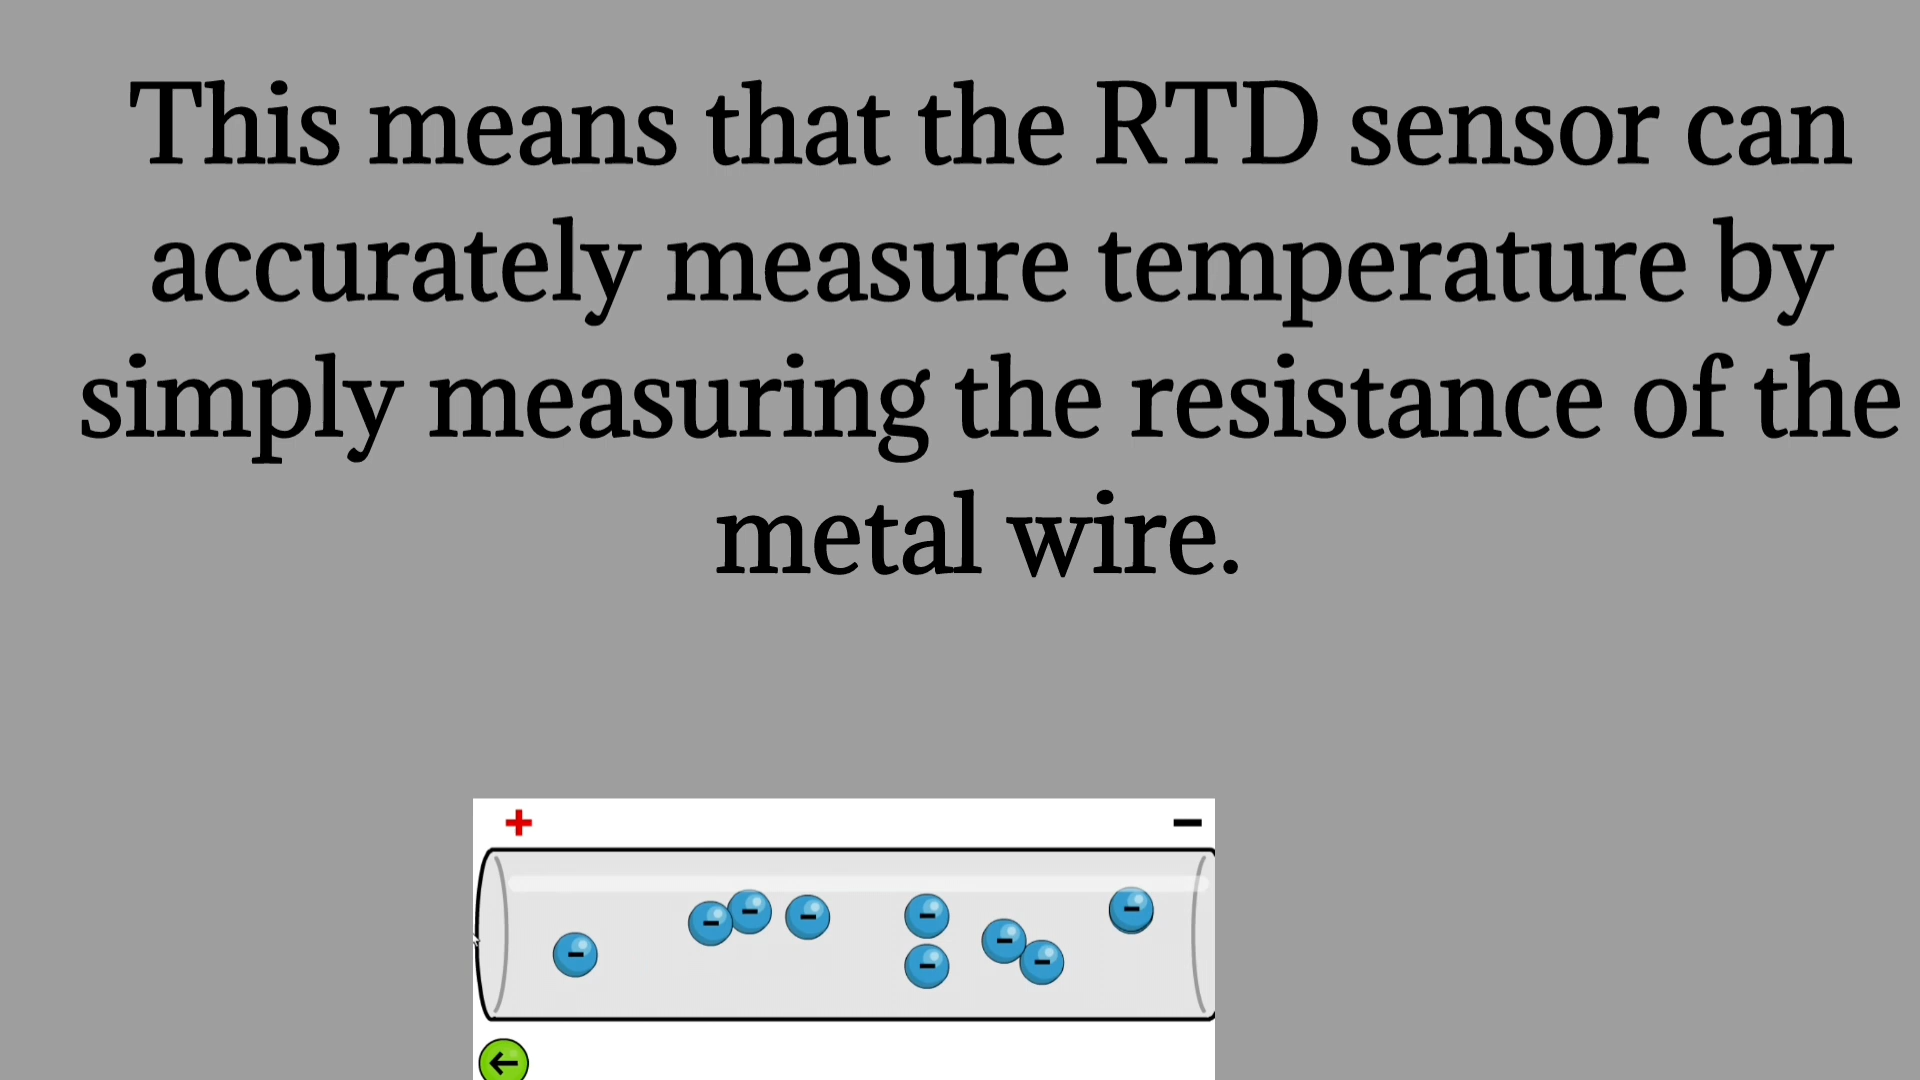 This means that the RTD sensor can
accurately measure temperature by
simply measuring the resistance of the
metal wire.
+ −
- - - - - - - - -